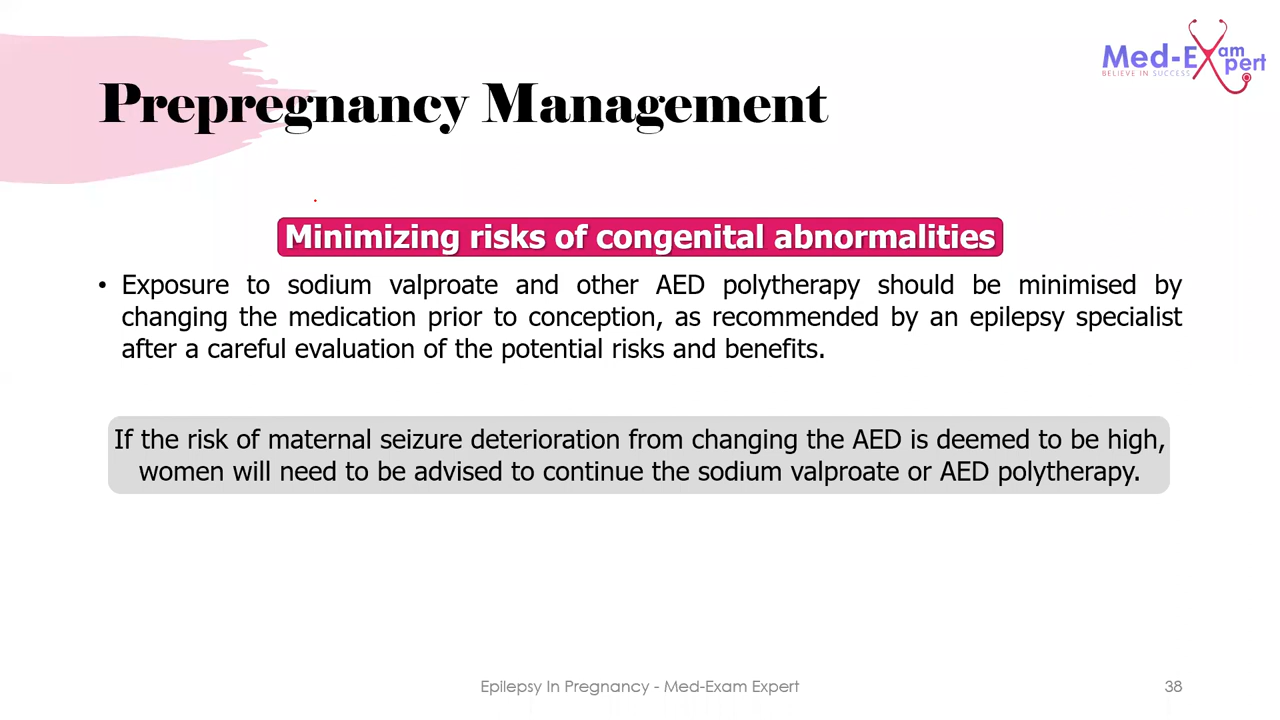 Med-Exam
Expert
BELIEVE IN SUCCESS
Prepregnancy Management
Minimizing risks of congenital abnormalities
• Exposure to sodium valproate and other AED polytherapy should be minimised by
changing the medication prior to conception, as recommended by an epilepsy specialist
after a careful evaluation of the potential risks and benefits.
If the risk of maternal seizure deterioration from changing the AED is deemed to be high,
women will need to be advised to continue the sodium valproate or AED polytherapy.
Epilepsy In Pregnancy - Med-Exam Expert
38